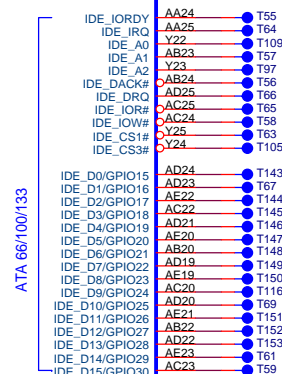 IDE_IORDY AA24 T55
IDE_IRQ AA25 T64
IDE_A0 Y22 T109
IDE_A1 AB23 T57
IDE_A2 Y23 T97
IDE_DACK# AB24 T56
IDE_DRQ AD25 T66
IDE_IOR# AC25 T65
IDE_IOW# AC24 T58
IDE_CS1# Y25 T63
IDE_CS3# Y24 T105
IDE_D0/GPIO15 AD24 T143
IDE_D1/GPIO16 AD23 T67
IDE_D2/GPIO17 AE22 T144
IDE_D3/GPIO18 AC22 T145
IDE_D4/GPIO19 AD21 T146
IDE_D5/GPIO20 AE20 T147
IDE_D6/GPIO21 AB20 T148
IDE_D7/GPIO22 AD19 T149
IDE_D8/GPIO23 AE19 T150
IDE_D9/GPIO24 AC20 T116
IDE_D10/GPIO25 AD20 T69
IDE_D11/GPIO26 AE21 T151
IDE_D12/GPIO27 AB22 T152
IDE_D13/GPIO28 AD22 T153
IDE_D14/GPIO29 AE23 T61
IDE_D15/GPIO30 AC23 T59
ATA 66/100/133